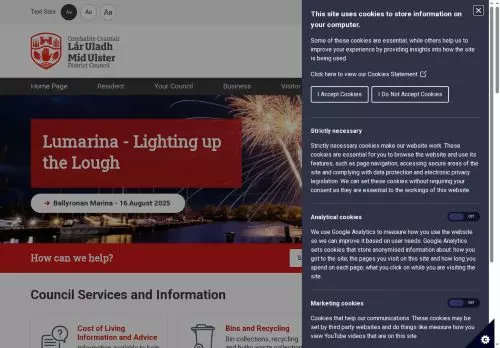 Text Size Aa Aa Aa
Comhairle Ceantair
Lár Uladh
Mid Ulster
District Council
Home Page Resident Your Council Business Visitor
Lumarina - Lighting up
the Lough
Ballyronan Marina - 16 August 2025
How can we help?
S
Council Services and Information
Cost of Living
Information and Advice
Information available to help
Bins and Recycling
Bin collections, recycling
and bulky waste collection
This site uses cookies to store information on
your computer.
Some of these cookies are essential, while others help us to
improve your experience by providing insights into how the site
is being used
Click here to view our Cookies Statement
I Accept Cookies I Do Not Accept Cookies
Strictly necessary
Strictly necessary cookies make our website work. These
cookies are essential for you to browse the website and use its
features, such as page navigation, accessing secure areas of the
site and complying with data protection and electronic privacy
legislation. We can set these cookies without requiring your
consent as they are essential to the workings of this website.
Analytical cookies Off
We use Google Analytics to measure how you use the website
so we can improve it based on user needs. Google Analytics
sets cookies that store anonymised information about: how you
got to the site; the pages you visit on this site and how long you
spend on each page; what you click on while you are visiting the
site.
Marketing cookies Off
Cookies that help our communications. These cookies may be
set by third party websites and do things like measure how you
view YouTube videos that are on this site